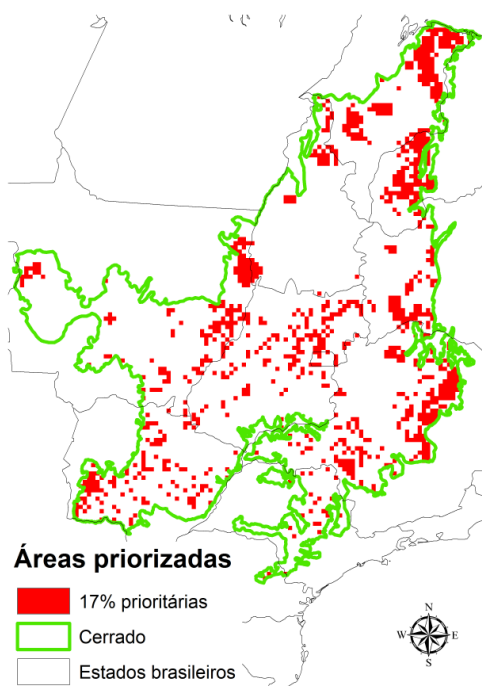 Áreas priorizadas
17% prioritárias
Cerrado
Estados brasileiros
N
W E
S